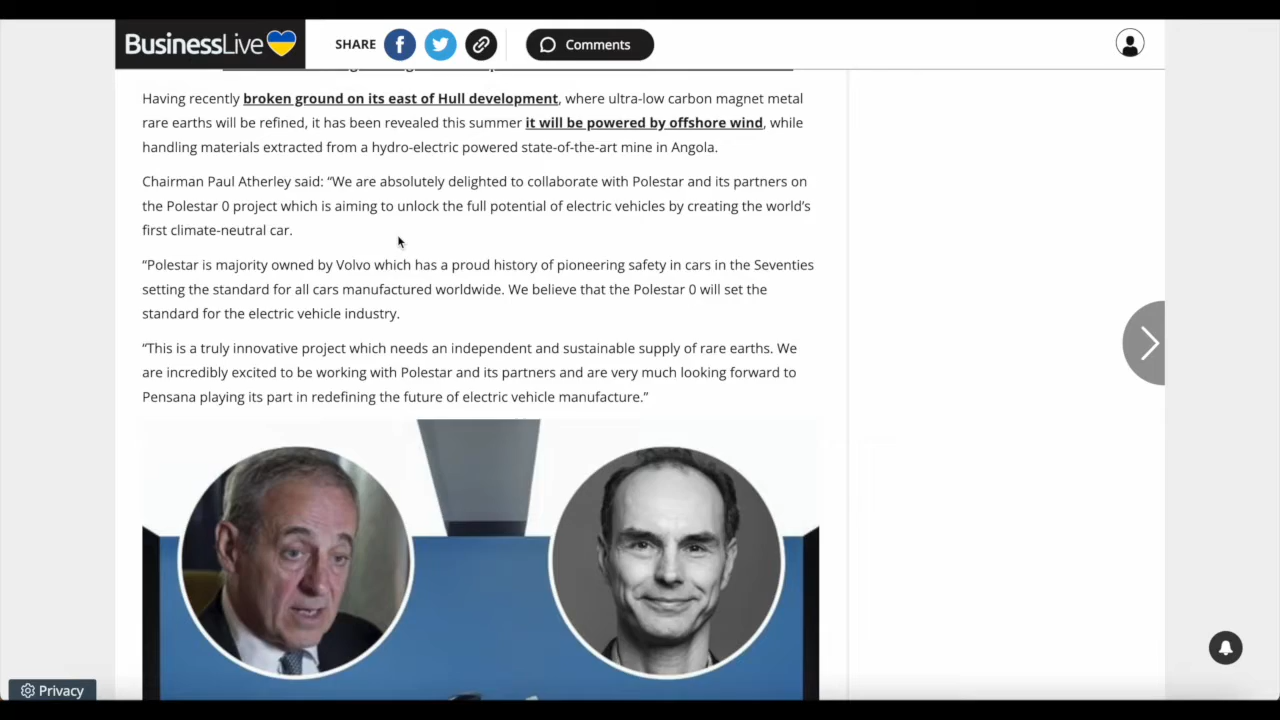 BusinessLive
SHARE
Comments
Having recently broken ground on its east of Hull development, where ultra-low carbon magnet metal
rare earths will be refined, it has been revealed this summer it will be powered by offshore wind, while
handling materials extracted from a hydro-electric powered state-of-the-art mine in Angola.
Chairman Paul Atherley said: “We are absolutely delighted to collaborate with Polestar and its partners on
the Polestar 0 project which is aiming to unlock the full potential of electric vehicles by creating the world’s
first climate-neutral car.
“Polestar is majority owned by Volvo which has a proud history of pioneering safety in cars in the Seventies
setting the standard for all cars manufactured worldwide. We believe that the Polestar 0 will set the
standard for the electric vehicle industry.
“This is a truly innovative project which needs an independent and sustainable supply of rare earths. We
are incredibly excited to be working with Polestar and its partners and are very much looking forward to
Pensana playing its part in redefining the future of electric vehicle manufacture.”
Privacy